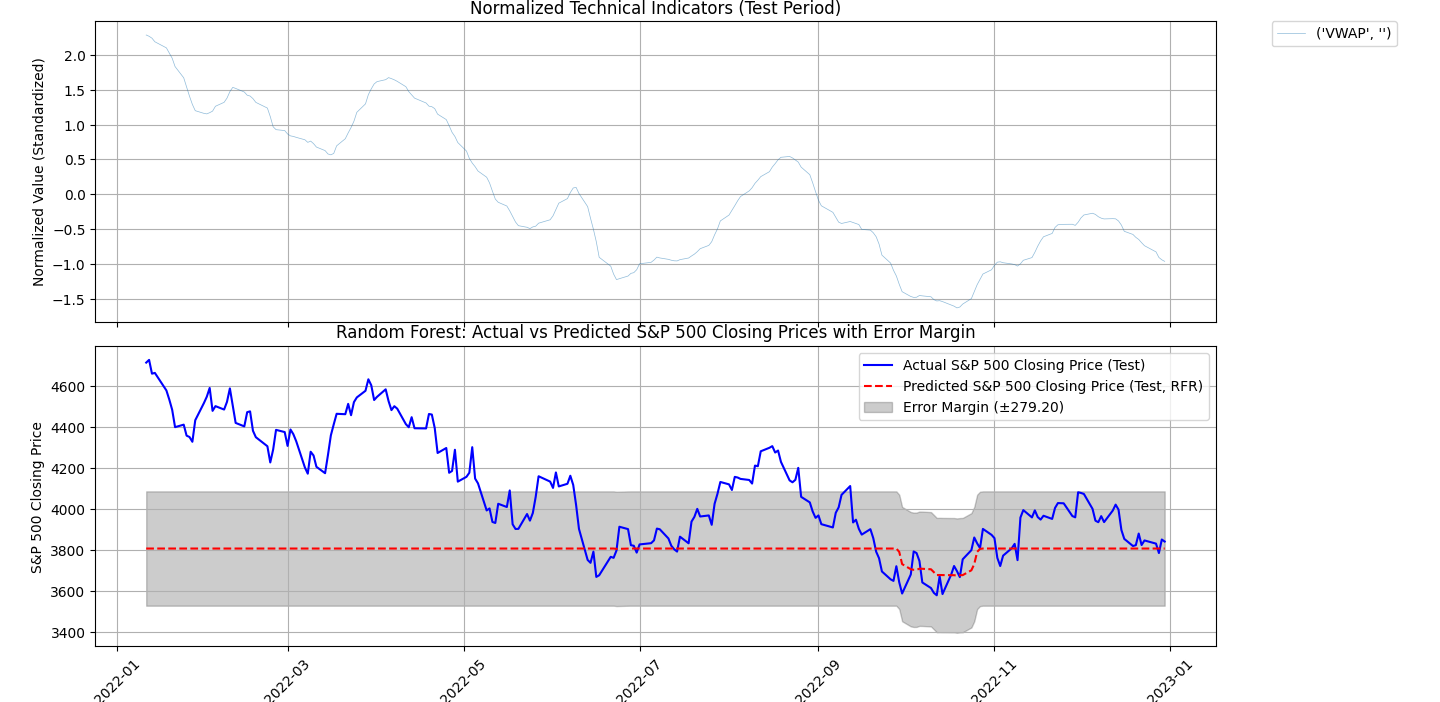 Normalized Technical Indicators (Test Period)
('VWAP', '')
Normalized Value (Standardized)
2.0
1.5
1.0
0.5
0.0
−0.5
−1.0
−1.5
Random Forest: Actual vs Predicted S&P 500 Closing Prices with Error Margin
Actual S&P 500 Closing Price (Test)
Predicted S&P 500 Closing Price (Test, RFR)
Error Margin (±279.20)
S&P 500 Closing Price
4600
4400
4200
4000
3800
3600
3400
2022-01
2022-03
2022-05
2022-07
2022-09
2022-11
2023-01